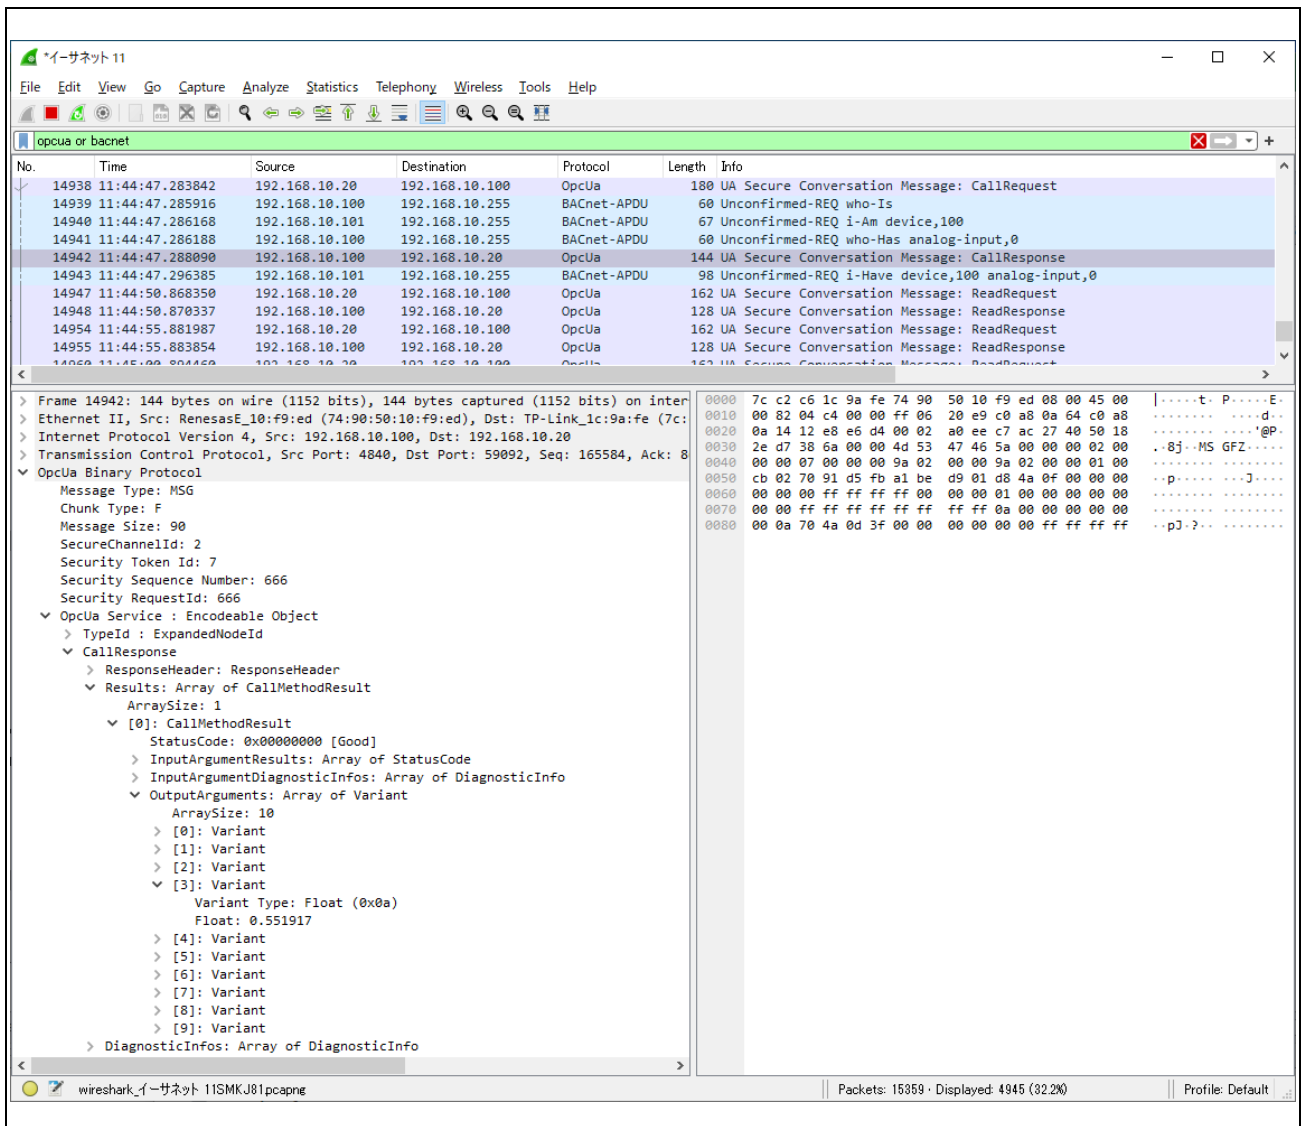 *イーサネット 11
File Edit View Go Capture Analyze Statistics Telephony Wireless Tools Help
opcua or bacnet
No. Time Source Destination Protocol Length Info
14938 11:44:47.283842 192.168.10.20 192.168.10.100 OpcUa 180 UA Secure Conversation Message: CallRequest
14939 11:44:47.285916 192.168.10.100 192.168.10.255 BACnet-APDU 60 Unconfirmed-REQ who-Is
14940 11:44:47.286168 192.168.10.101 192.168.10.255 BACnet-APDU 67 Unconfirmed-REQ i-Am device,100
14941 11:44:47.286188 192.168.10.100 192.168.10.255 BACnet-APDU 60 Unconfirmed-REQ who-Has analog-input,0
14942 11:44:47.288090 192.168.10.100 192.168.10.20 OpcUa 144 UA Secure Conversation Message: CallResponse
14943 11:44:47.296385 192.168.10.101 192.168.10.255 BACnet-APDU 98 Unconfirmed-REQ i-Have device,100 analog-input,0
14947 11:44:50.868350 192.168.10.20 192.168.10.100 OpcUa 162 UA Secure Conversation Message: ReadRequest
14948 11:44:50.870337 192.168.10.100 192.168.10.20 OpcUa 128 UA Secure Conversation Message: ReadResponse
14954 11:44:55.881987 192.168.10.20 192.168.10.100 OpcUa 162 UA Secure Conversation Message: ReadRequest
14955 11:44:55.883854 192.168.10.100 192.168.10.20 OpcUa 128 UA Secure Conversation Message: ReadResponse
14960 11:45:00.894460 192.168.10.20 192.168.10.100 OpcUa 162 UA Secure Conversation Message: ReadRequest
Frame 14942: 144 bytes on wire (1152 bits), 144 bytes captured (1152 bits) on inter
Ethernet II, Src: RenesasE_10:f9:ed (74:90:50:10:f9:ed), Dst: TP-Link_1c:9a:fe (7c:
Internet Protocol Version 4, Src: 192.168.10.100, Dst: 192.168.10.20
Transmission Control Protocol, Src Port: 4840, Dst Port: 59092, Seq: 165584, Ack: 8
OpcUa Binary Protocol
Message Type: MSG
Chunk Type: F
Message Size: 90
SecureChannelId: 2
Security Token Id: 7
Security Sequence Number: 666
Security RequestId: 666
OpcUa Service : Encodeable Object
TypeId : ExpandedNodeId
CallResponse
ResponseHeader: ResponseHeader
Results: Array of CallMethodResult
ArraySize: 1
[0]: CallMethodResult
StatusCode: 0x00000000 [Good]
InputArgumentResults: Array of StatusCode
InputArgumentDiagnosticInfos: Array of DiagnosticInfo
OutputArguments: Array of Variant
ArraySize: 10
[0]: Variant
[1]: Variant
[2]: Variant
[3]: Variant
Variant Type: Float (0x0a)
Float: 0.551917
[4]: Variant
[5]: Variant
[6]: Variant
[7]: Variant
[8]: Variant
[9]: Variant
DiagnosticInfos: Array of DiagnosticInfo
0000 7c c2 c6 1c 9a fe 74 90 50 10 f9 ed 08 00 45 00 |·····t· P·····E·
0010 00 82 04 c4 00 00 ff 06 20 e9 c0 a8 0a 64 c0 a8 ········ ····d··
0020 0a 14 12 e8 e6 d4 00 02 a0 ee c7 ac 27 40 50 18 ········ ····'@P·
0030 2e d7 38 6a 00 00 4d 53 47 46 5a 00 00 00 02 00 .·8j··MS GFZ·····
0040 00 00 07 00 00 00 9a 02 00 00 9a 02 00 00 01 00 ········ ········
0050 cb 02 70 91 d5 fb a1 be d9 01 d8 4a 0f 00 00 00 ··p····· ···J····
0060 00 00 00 ff ff ff ff 00 00 00 01 00 00 00 00 00 ········ ········
0070 00 00 ff ff ff ff ff ff ff ff 0a 00 00 00 00 00 ········ ········
0080 00 0a 70 4a 0d 3f 00 00 00 00 00 00 ff ff ff ff ··pJ·?·· ········
wireshark_イーサネット 11SMKJ81.pcapng
Packets: 15359 · Displayed: 4945 (32.2%)
Profile: Default